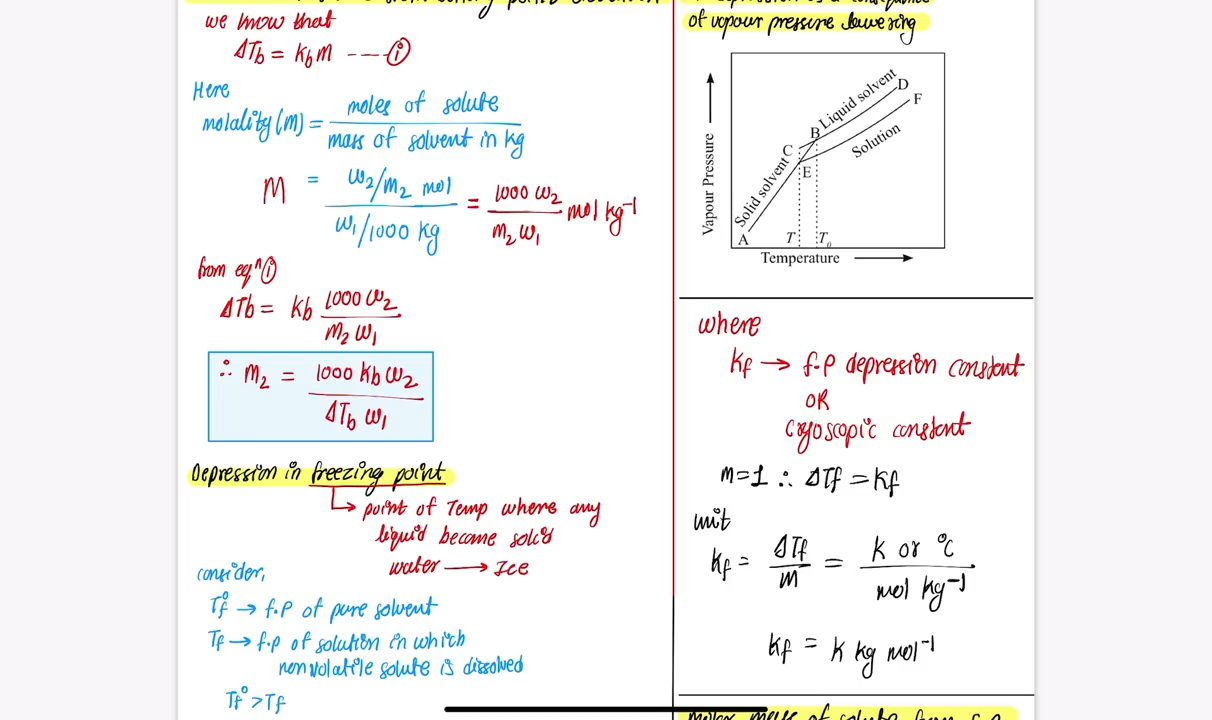 we know that
ΔTb = Kbm ---- ①
Here
molality (m) = moles of solute / mass of solvent in kg
M = W2/M2 mol / W1/1000 kg = 1000 W2 / M2 W1 mol kg-1
from eqn ①
ΔTb = Kb 1000 W2 / M2 W1
∴ M2 = 1000 Kb W2 / ΔTb W1
Depression in freezing point
↳ point of Temp where any
liquid become solid
water → Ice
consider,
Tf° → f.p of pure solvent
Tf → f.p of solution in which
nonvolatile solute is dissolved
Tf° > Tf
of vapour pressure lowering
Vapour Pressure
Solid solvent
Liquid solvent
Solution
A
B
C
D
E
F
T
T0
Temperature
where
Kf → f.p depression constant
OR
cryoscopic constant
m=1 ∴ ΔTf = Kf
unit
Kf = ΔTf / m = K or °C / mol kg-1
Kf = K kg mol-1